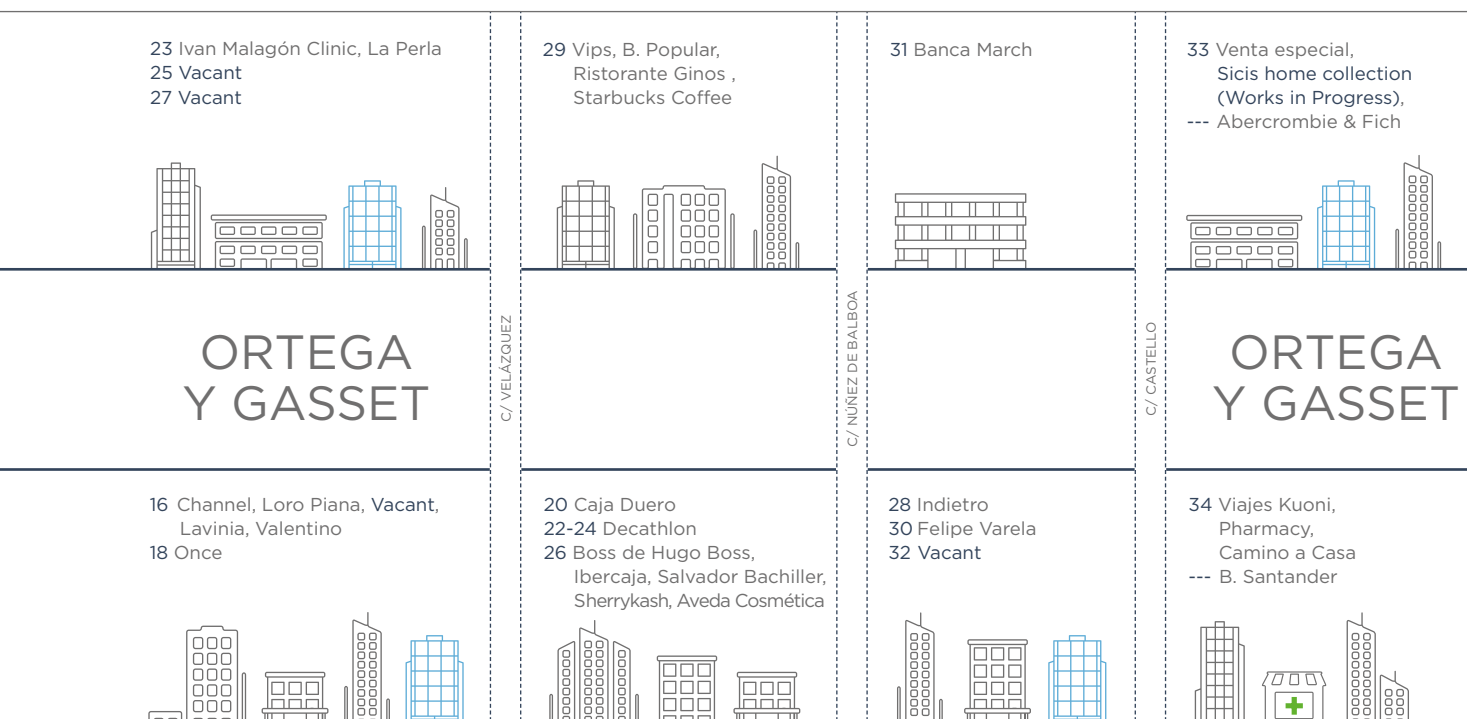 23 Ivan Malagón Clinic, La Perla
25 Vacant
27 Vacant
29 Vips, B. Popular,
Ristorante Ginos ,
Starbucks Coffee
31 Banca March
33 Venta especial,
Sicis home collection
(Works in Progress),
--- Abercrombie & Fich
ORTEGA
Y GASSET
C/ VELÁZQUEZ
C/ NÚÑEZ DE BALBOA
C/ CASTELLO
ORTEGA
Y GASSET
16 Channel, Loro Piana, Vacant,
Lavinia, Valentino
18 Once
20 Caja Duero
22-24 Decathlon
26 Boss de Hugo Boss,
Ibercaja, Salvador Bachiller,
Sherrykash, Aveda Cosmética
28 Indietro
30 Felipe Varela
32 Vacant
34 Viajes Kuoni,
Pharmacy,
Camino a Casa
--- B. Santander